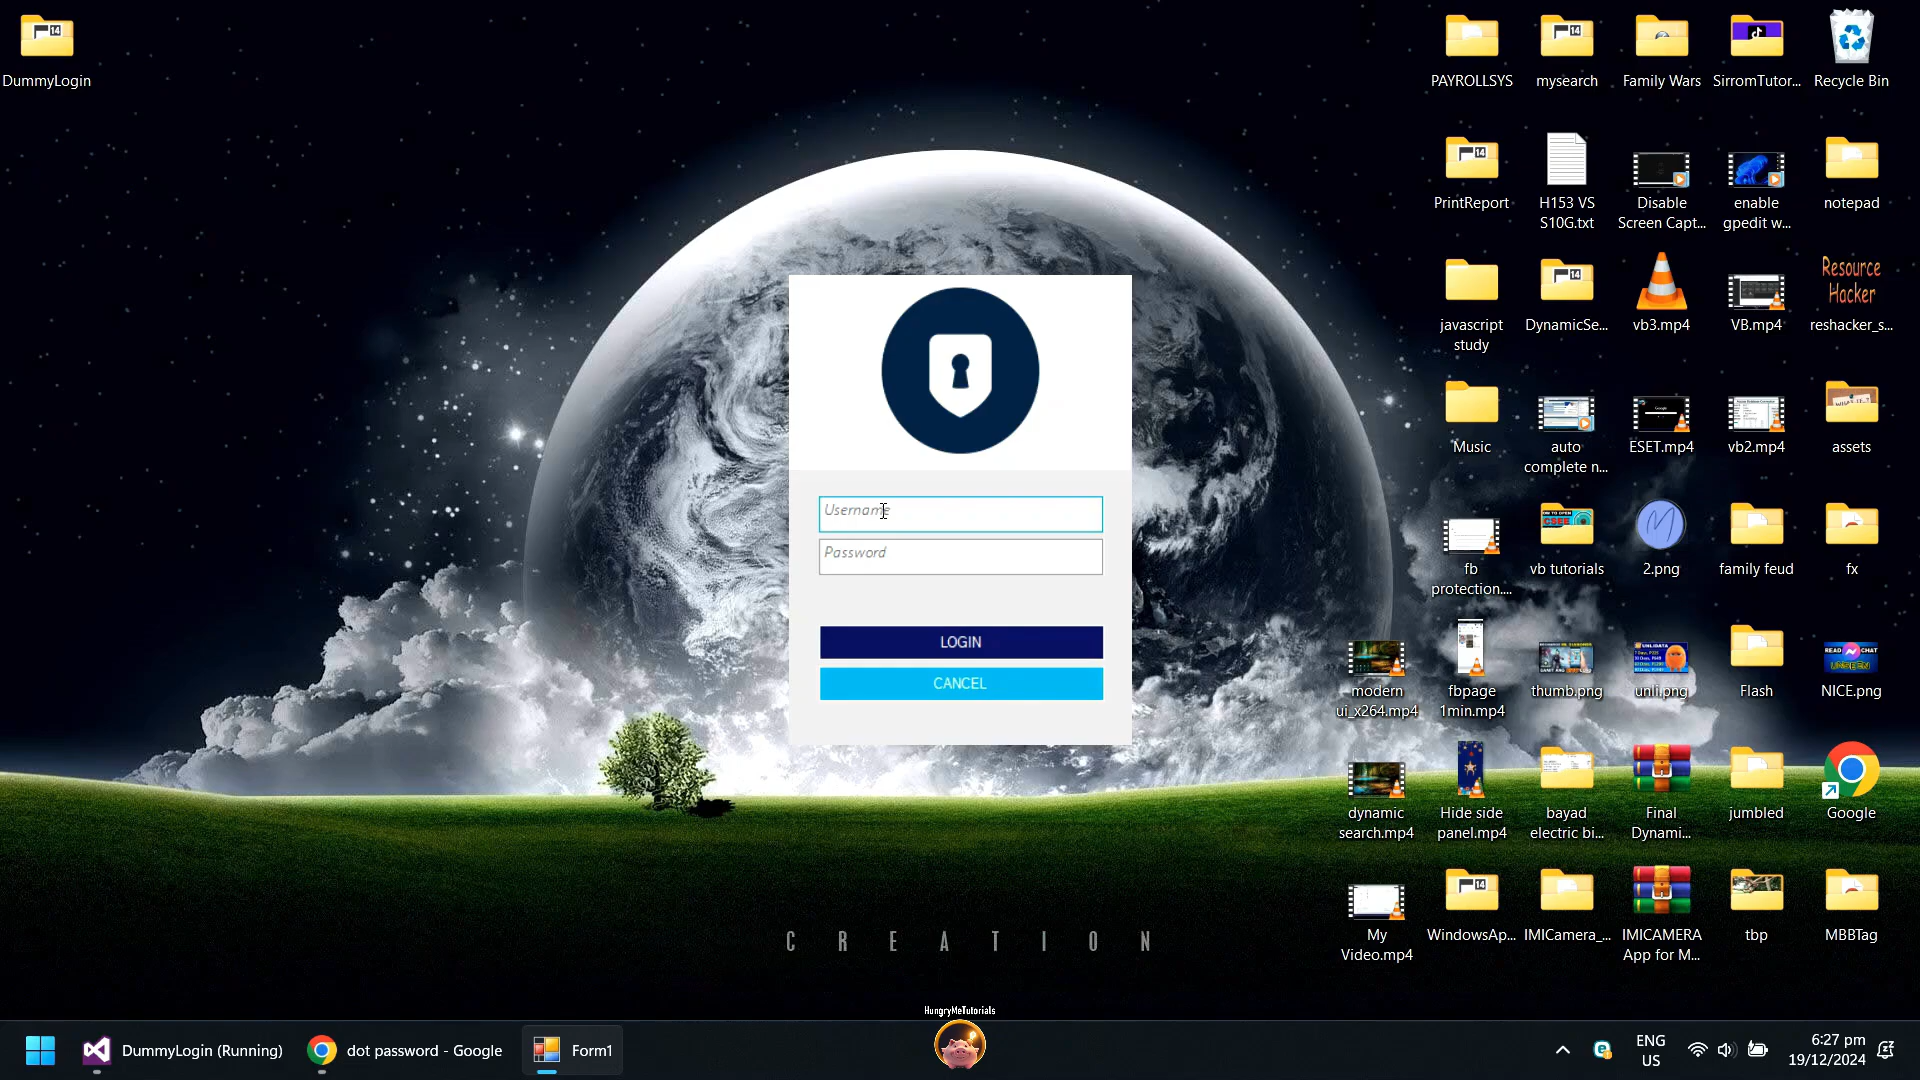 DummyLogin
PAYROLLSYS
mysearch
Family Wars
SirromTutor...
Recycle Bin
PrintReport
H153 VS
S10G.txt
Disable
Screen Capt...
enable
gpedit w...
notepad
Resource
Hacker
javascript
study
DynamicSe...
vb3.mp4
VB.mp4
reshacker_s...
Music
auto
complete n...
ESET.mp4
vb2.mp4
assets
fb
protection....
vb tutorials
2.png
family feud
fx
modern
ui_x264.mp4
fbpage
1min.mp4
thumb.png
unli.png
Flash
NICE.png
dynamic
search.mp4
Hide side
panel.mp4
bayad
electric bi...
Final
Dynami...
jumbled
Google
My
Video.mp4
WindowsAp...
IMICamera_...
IMICAMERA
App for M...
tbp
MBBTag
Username
Password
LOGIN
CANCEL
CREATION
HungryMeTutorials
DummyLogin (Running)
dot password - Google
Form1
ENG
US
6:27 pm
19/12/2024